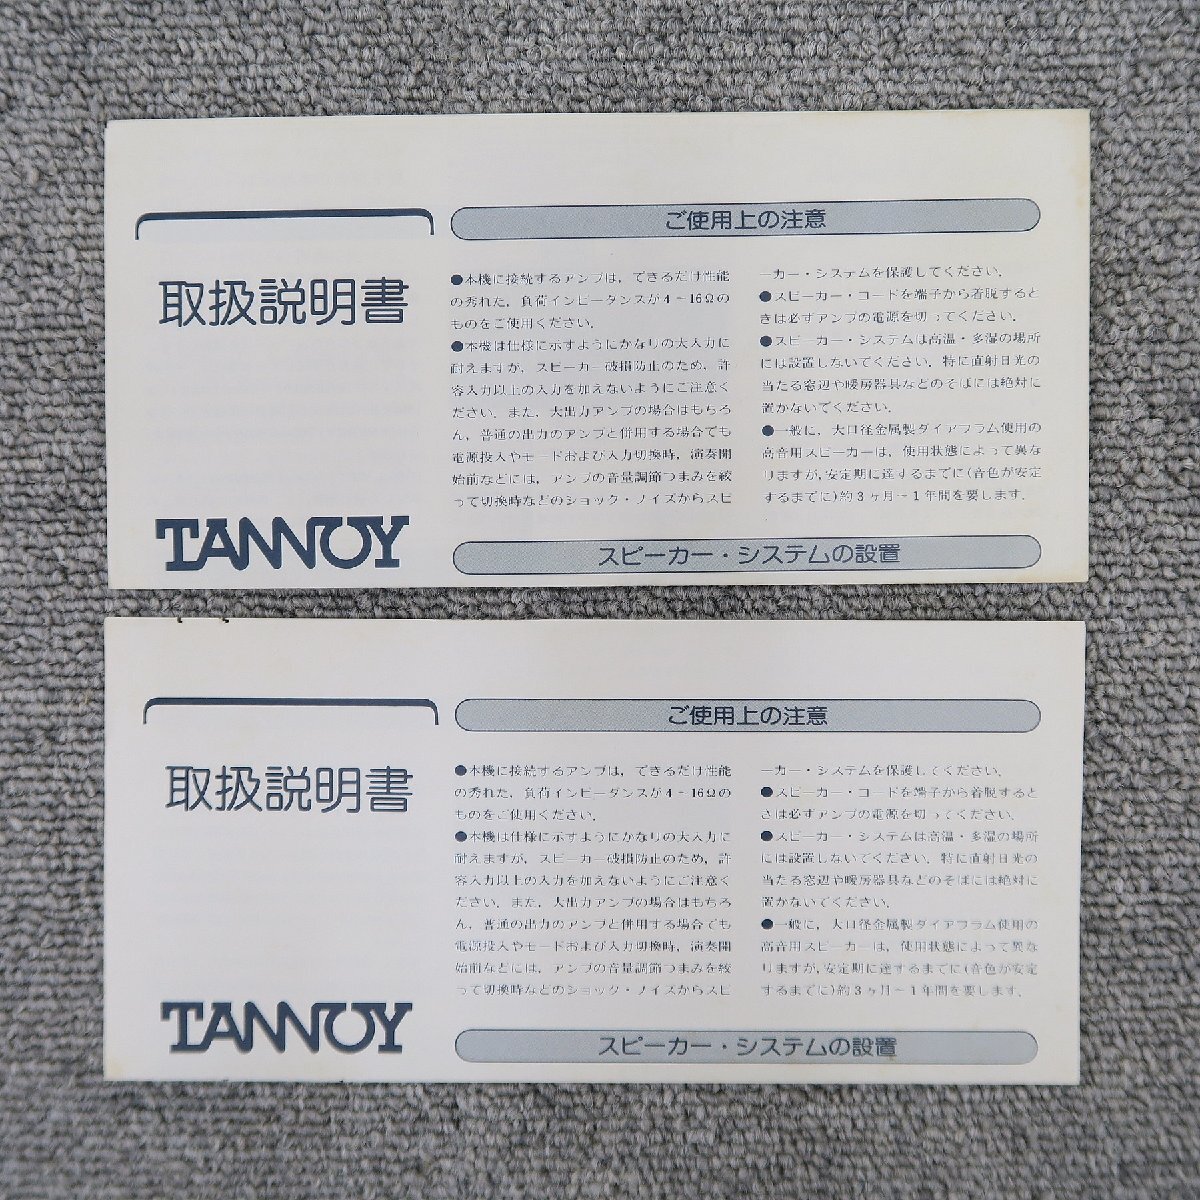 取扱説明書
TANNOY
ご使用上の注意
●本機に接続するアンプは，できるだけ性能
の秀れた，負荷インピーダンスが4～16Ωの
ものをご使用ください．
●本機は仕様に示すようにかなりの大入力に
耐えますが，スピーカー破損防止のため，許
容入力以上の入力を加えないようにご注意く
ださい．また，大出力アンプの場合はもちろ
ん，普通の出力のアンプと併用する場合でも
電源投入やモードおよび入力切換時，演奏開
始前などには，アンプの音量調節つまみを絞
って切換時などのショック・ノイズからスピ
ーカー・システムを保護してください．
●スピーカー・コードを端子から着脱すると
きは必ずアンプの電源を切ってください．
●スピーカー・システムは高温・多湿の場所
には設置しないでください．特に直射日光の
当たる窓辺や暖房器具などのそばには絶対に
置かないでください．
●一般に，大口径金属製ダイアフラム使用の
高音用スピーカーは，使用状態によって異な
りますが，安定期に達するまでに（音色が安定
するまでに）約3ヶ月～1年間を要します．
スピーカー・システムの設置
取扱説明書
TANNOY
ご使用上の注意
●本機に接続するアンプは，できるだけ性能
の秀れた，負荷インピーダンスが4～16Ωの
ものをご使用ください．
●本機は仕様に示すようにかなりの大入力に
耐えますが，スピーカー破損防止のため，許
容入力以上の入力を加えないようにご注意く
ださい．また，大出力アンプの場合はもちろ
ん，普通の出力のアンプと併用する場合でも
電源投入やモードおよび入力切換時，演奏開
始前などには，アンプの音量調節つまみを絞
って切換時などのショック・ノイズからスピ
ーカー・システムを保護してください．
●スピーカー・コードを端子から着脱すると
きは必ずアンプの電源を切ってください．
●スピーカー・システムは高温・多湿の場所
には設置しないでください．特に直射日光の
当たる窓辺や暖房器具などのそばには絶対に
置かないでください．
●一般に，大口径金属製ダイアフラム使用の
高音用スピーカーは，使用状態によって異な
りますが，安定期に達するまでに（音色が安定
するまでに）約3ヶ月～1年間を要します．
スピーカー・システムの設置